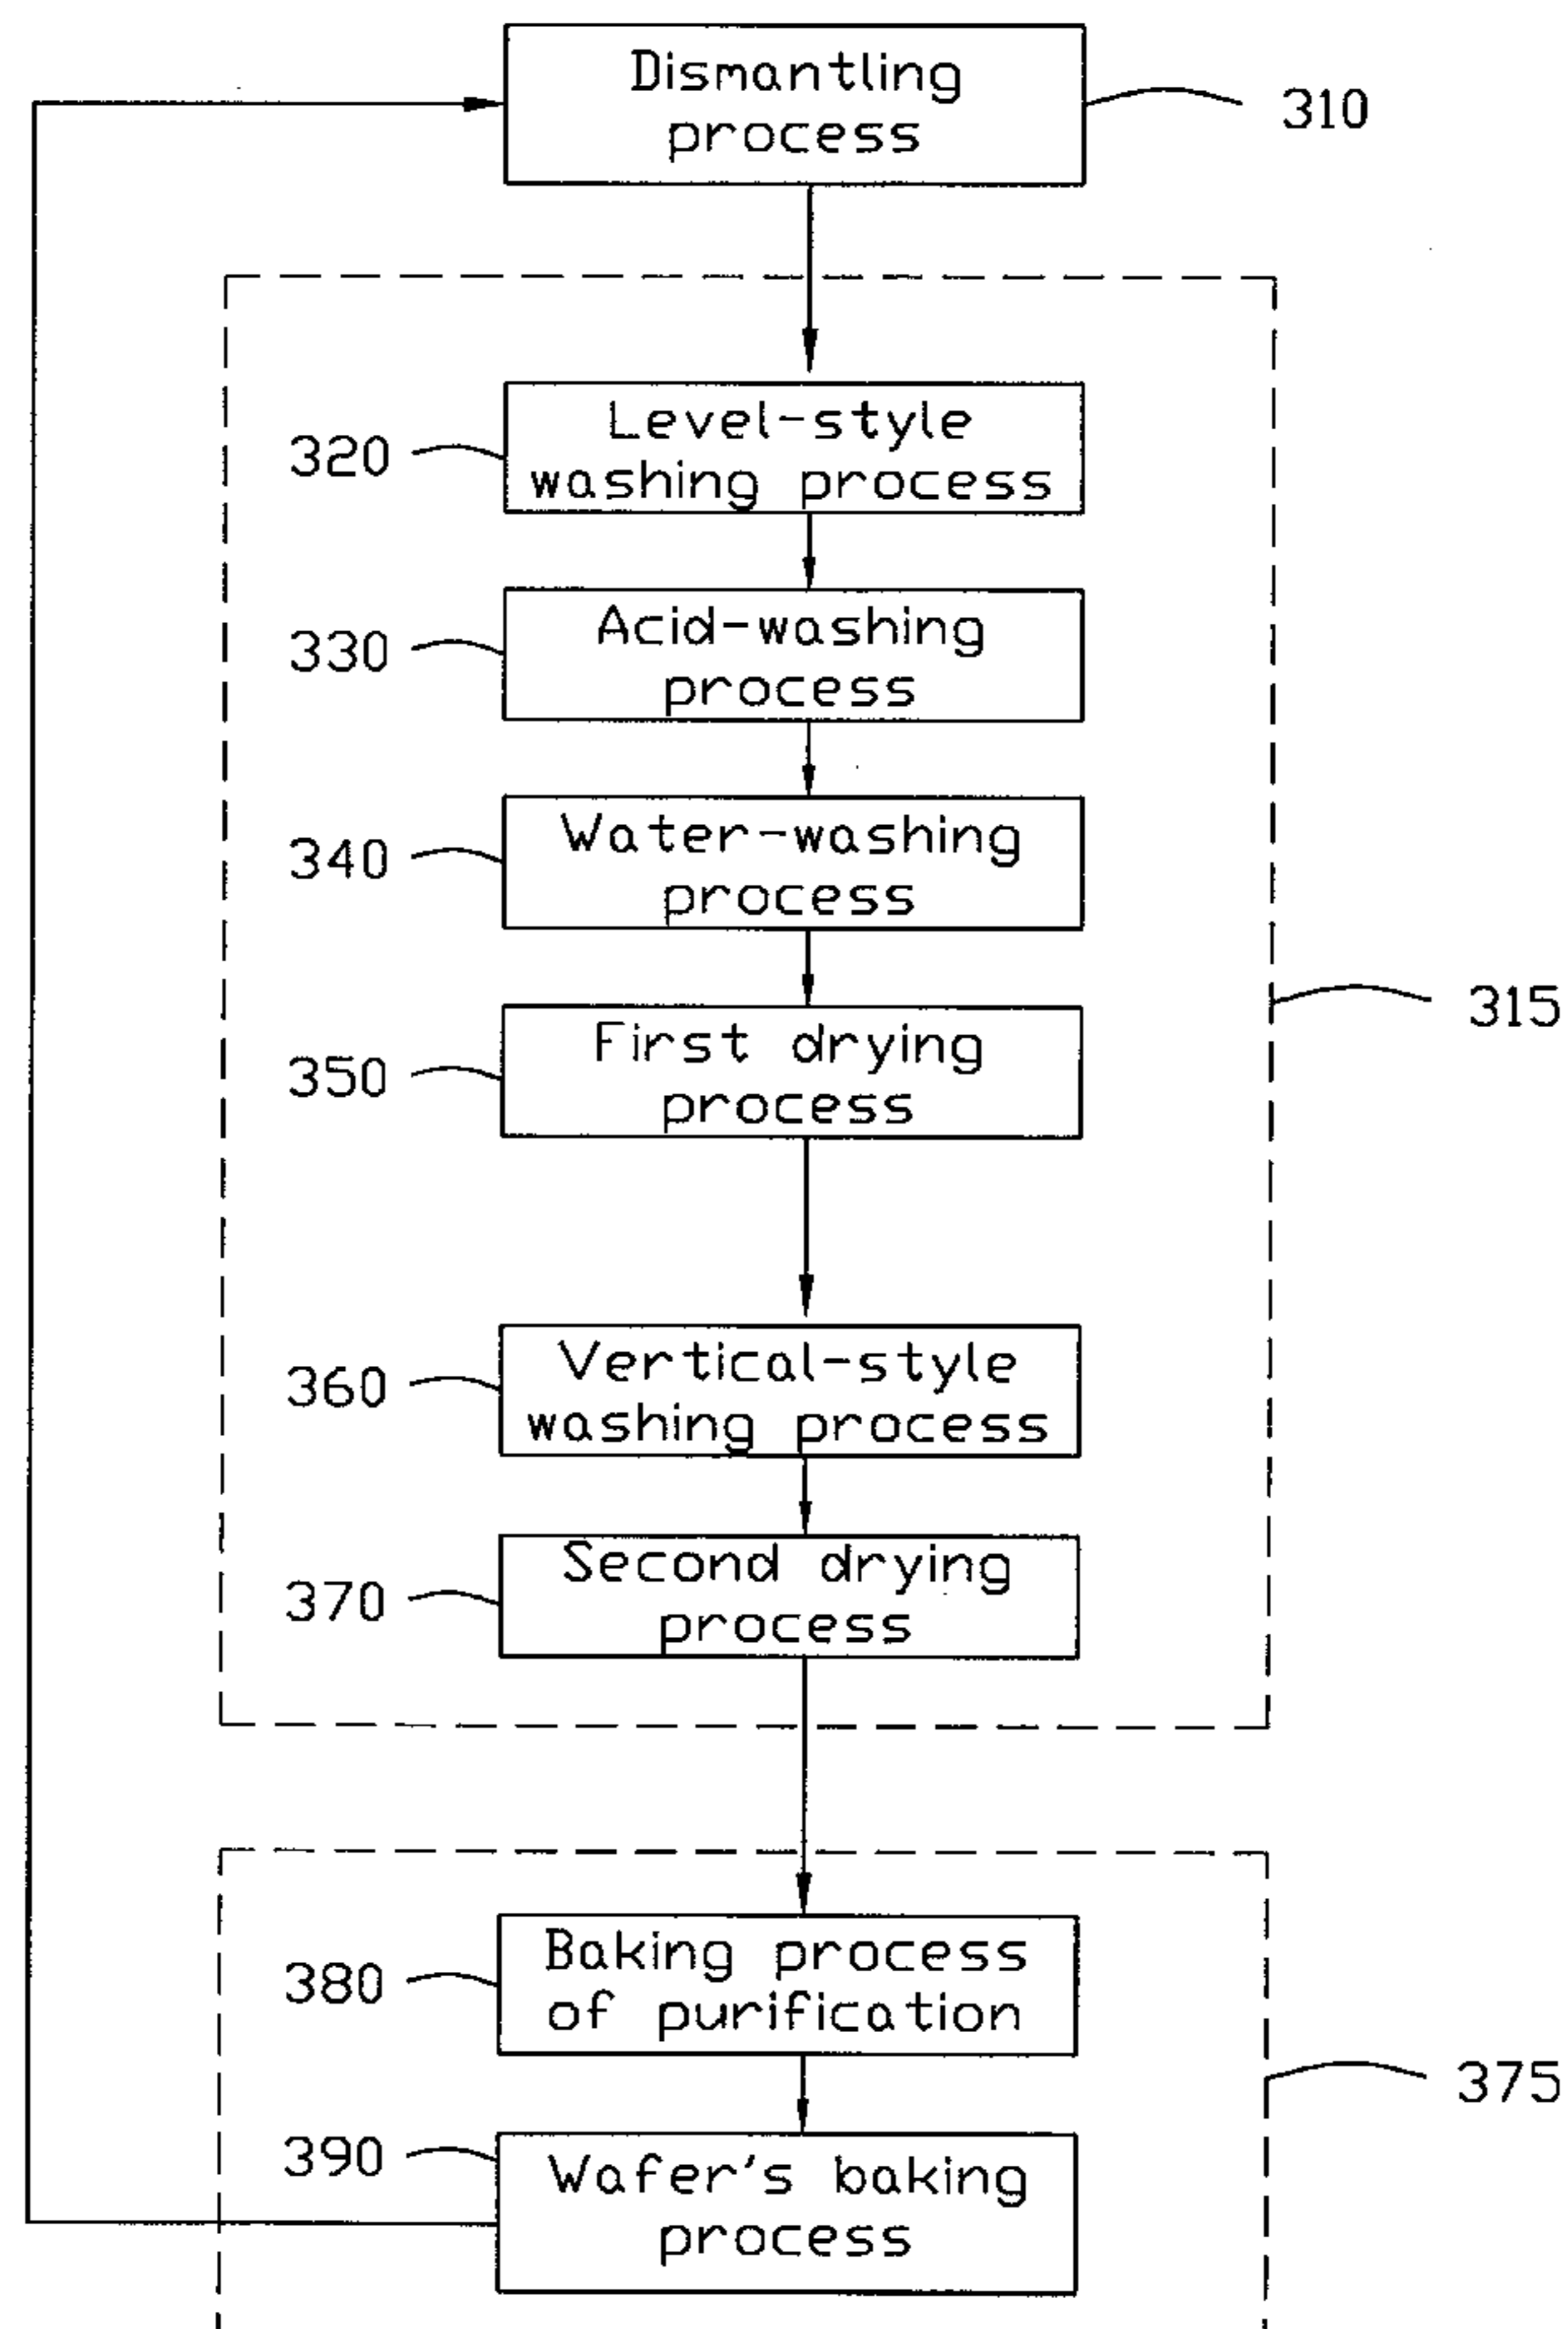 Dismantling
process
310
Level-style
washing process
320
Acid-washing
process
330
Water-washing
process
340
First drying
process
350
315
Vertical-style
washing process
360
Second drying
process
370
Baking process
of purification
380
375
Wafer's baking
process
390